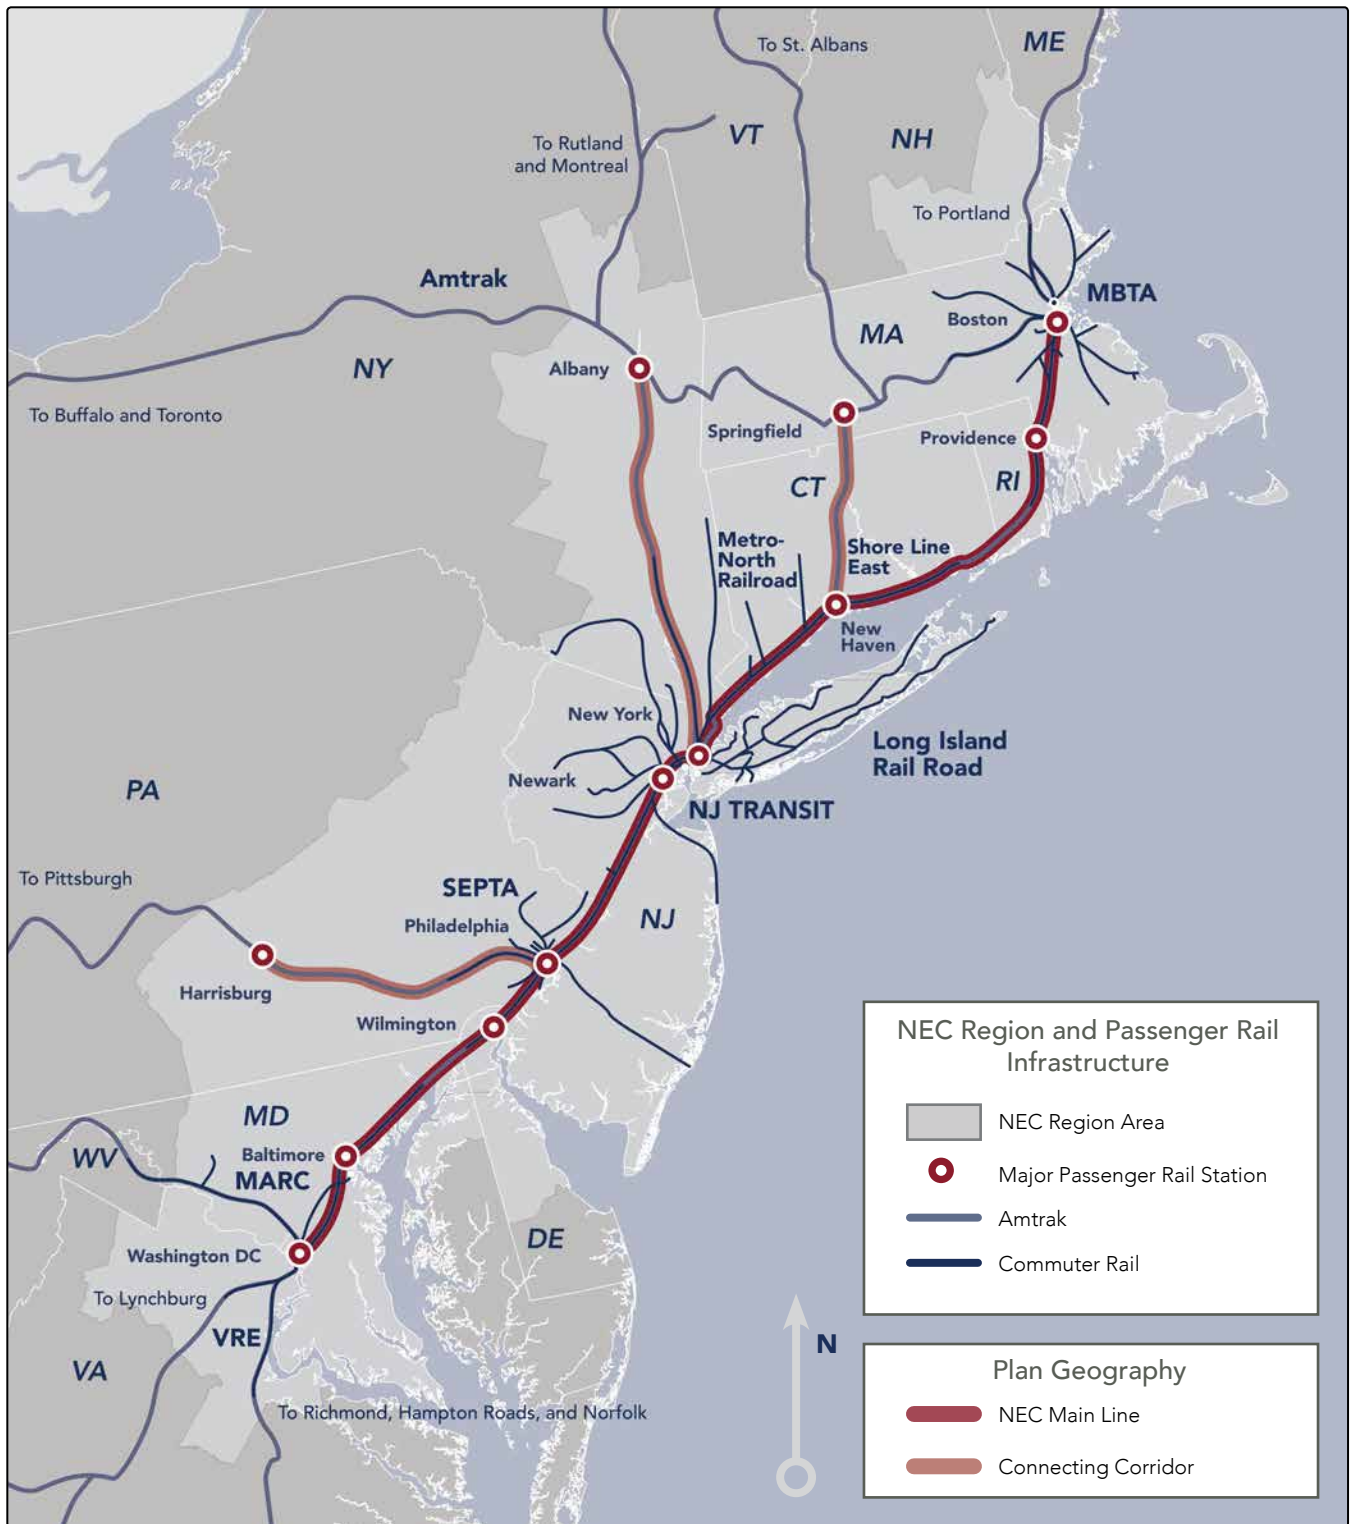 ME
To St. Albans
VT
NH
To Rutland
and Montreal
To Portland
Amtrak
MBTA
Boston
MA
NY
Albany
To Buffalo and Toronto
Springfield
Providence
CT
RI
Metro-
North
Railroad
Shore Line
East
New
Haven
New York
Long Island
Rail Road
Newark
PA
NJ TRANSIT
To Pittsburgh
SEPTA
Philadelphia
NJ
Harrisburg
Wilmington
MD
Baltimore
WV
MARC
DE
Washington DC
To Lynchburg
VRE
VA
To Richmond, Hampton Roads, and Norfolk
N
NEC Region and Passenger Rail
Infrastructure
NEC Region Area
Major Passenger Rail Station
Amtrak
Commuter Rail
Plan Geography
NEC Main Line
Connecting Corridor